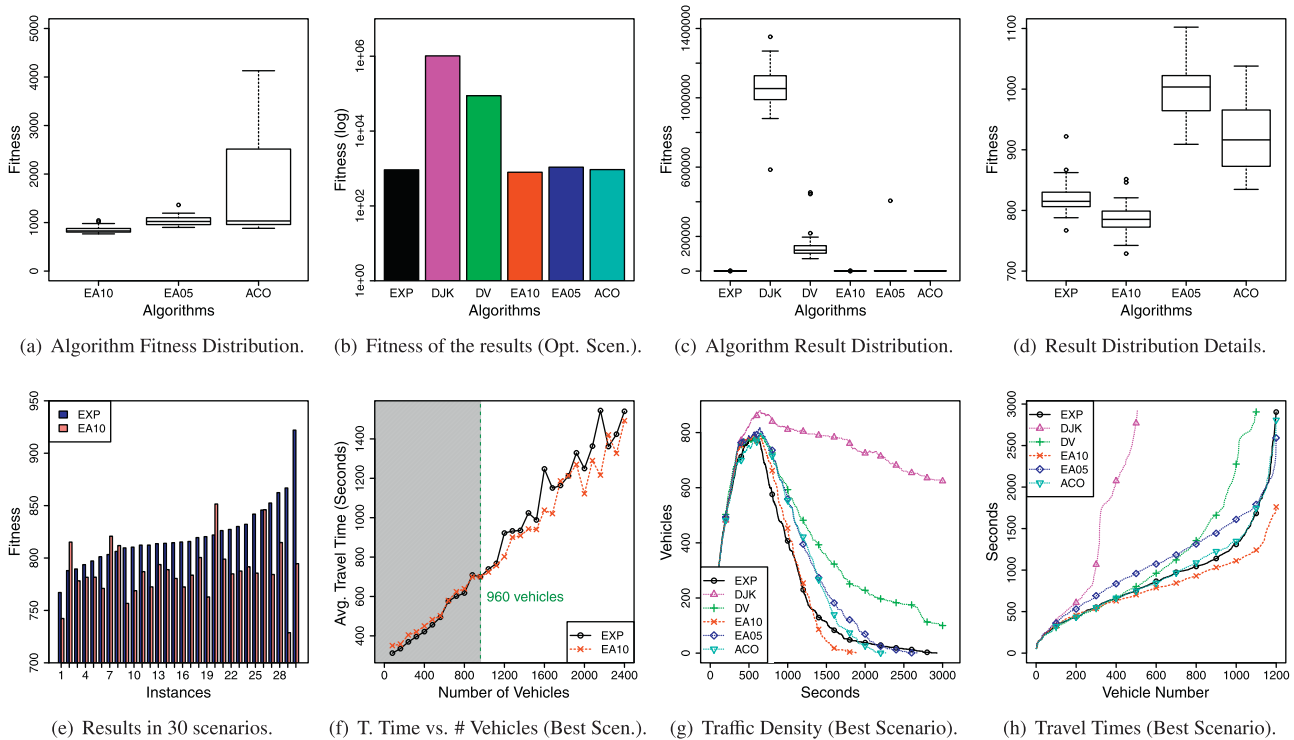 5000
4000
3000
2000
1000
0
Fitness
EA10 EA05 ACO
Algorithms
(a) Algorithm Fitness Distribution.
1e+06
1e+04
1e+02
1e+00
Fitness (log)
EXP DJK DV EA10 EA05 ACO
Algorithms
(b) Fitness of the results (Opt. Scen.).
1400000
1000000
600000
200000
0
Fitness
EXP DJK DV EA10 EA05 ACO
Algorithms
(c) Algorithm Result Distribution.
1100
1000
900
800
700
Fitness
EXP EA10 EA05 ACO
Algorithms
(d) Result Distribution Details.
950
900
850
800
750
700
Fitness
EXP
EA10
1 4 7 10 13 16 19 22 25 28
Instances
(e) Results in 30 scenarios.
1400
1200
1000
800
600
400
Avg. Travel Time (Seconds)
960 vehicles
EXP
EA10
0 400 800 1200 1600 2000 2400
Number of Vehicles
(f) T. Time vs. # Vehicles (Best Scen.).
800
600
400
200
0
Vehicles
EXP
DJK
DV
EA10
EA05
ACO
0 500 1000 1500 2000 2500 3000
Seconds
(g) Traffic Density (Best Scenario).
3000
2500
2000
1500
1000
500
0
Seconds
EXP
DJK
DV
EA10
EA05
ACO
0 200 400 600 800 1000 1200
Vehicle Number
(h) Travel Times (Best Scenario).